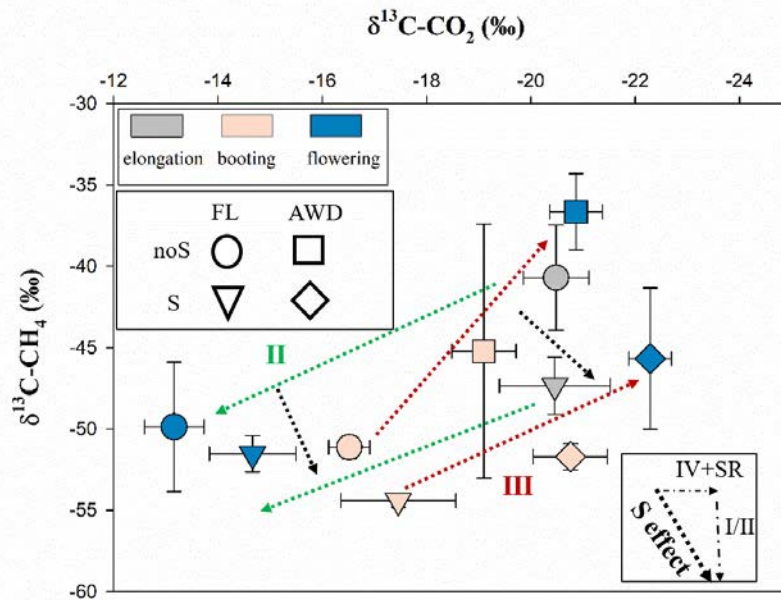 δ¹³C-CO₂ (‰)
-12 -14 -16 -18 -20 -22 -24
-30
-35
-40
-45
-50
-55
-60
δ¹³C-CH₄ (‰)
elongation booting flowering
FL AWD
noS
S
II
III
IV+SR
I/II
S effect